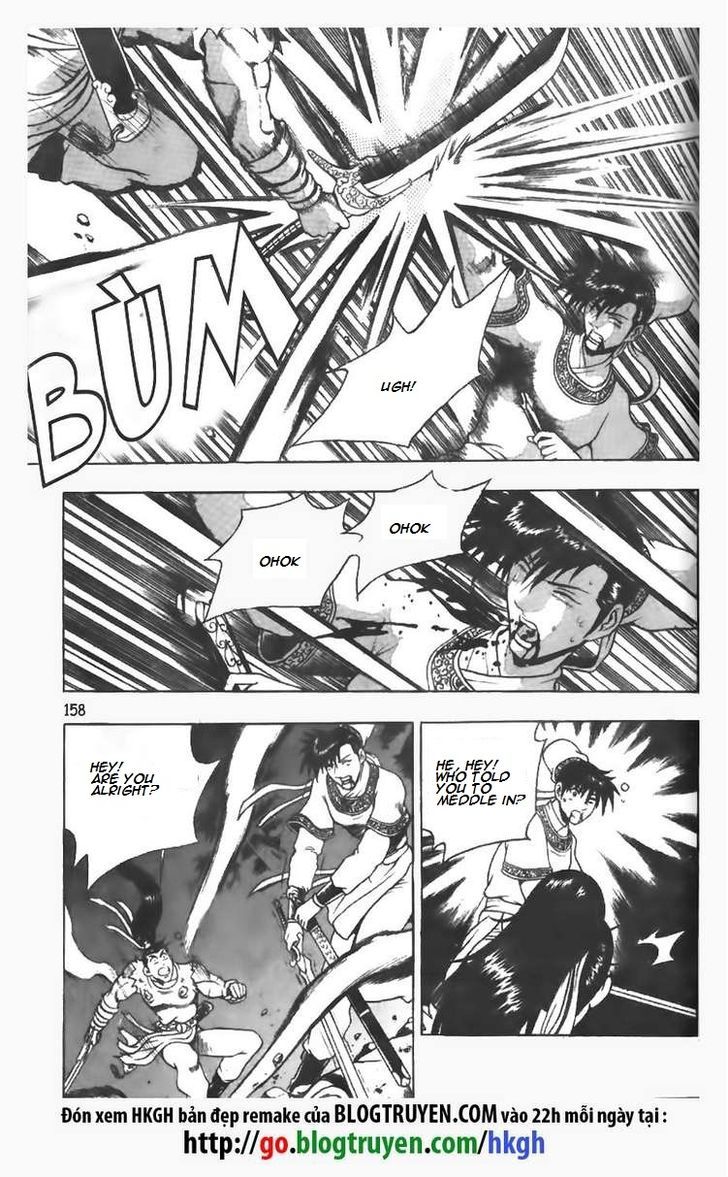 BÙM
UGH!
OHOK
OHOK
158
HEY!
ARE YOU
ALRIGHT?
HE, HEY!
WHO TOLD
YOU TO
MEDDLE IN?
Đón xem HKGH bản đẹp remake của BLOGTRUYEN.COM vào 22h mỗi ngày tại :
http://go.blogtruyen.com/hkgh